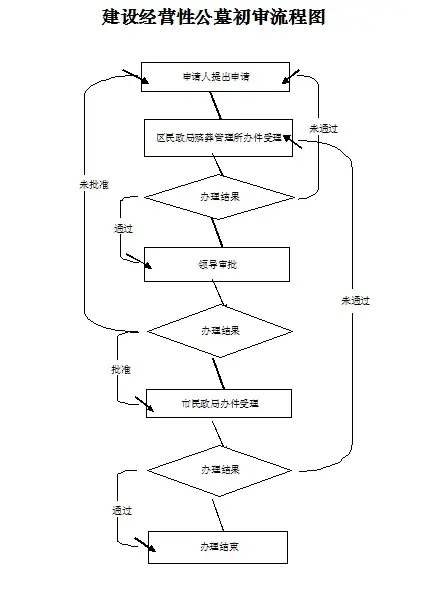 建设经营性公墓初审流程图
申请人提出申请
未通过
区民政局殡葬管理所办件受理
未批准
办理结果
通过
领导审批
未通过
办理结果
批准
市民政局办件受理
办理结果
通过
办理结束